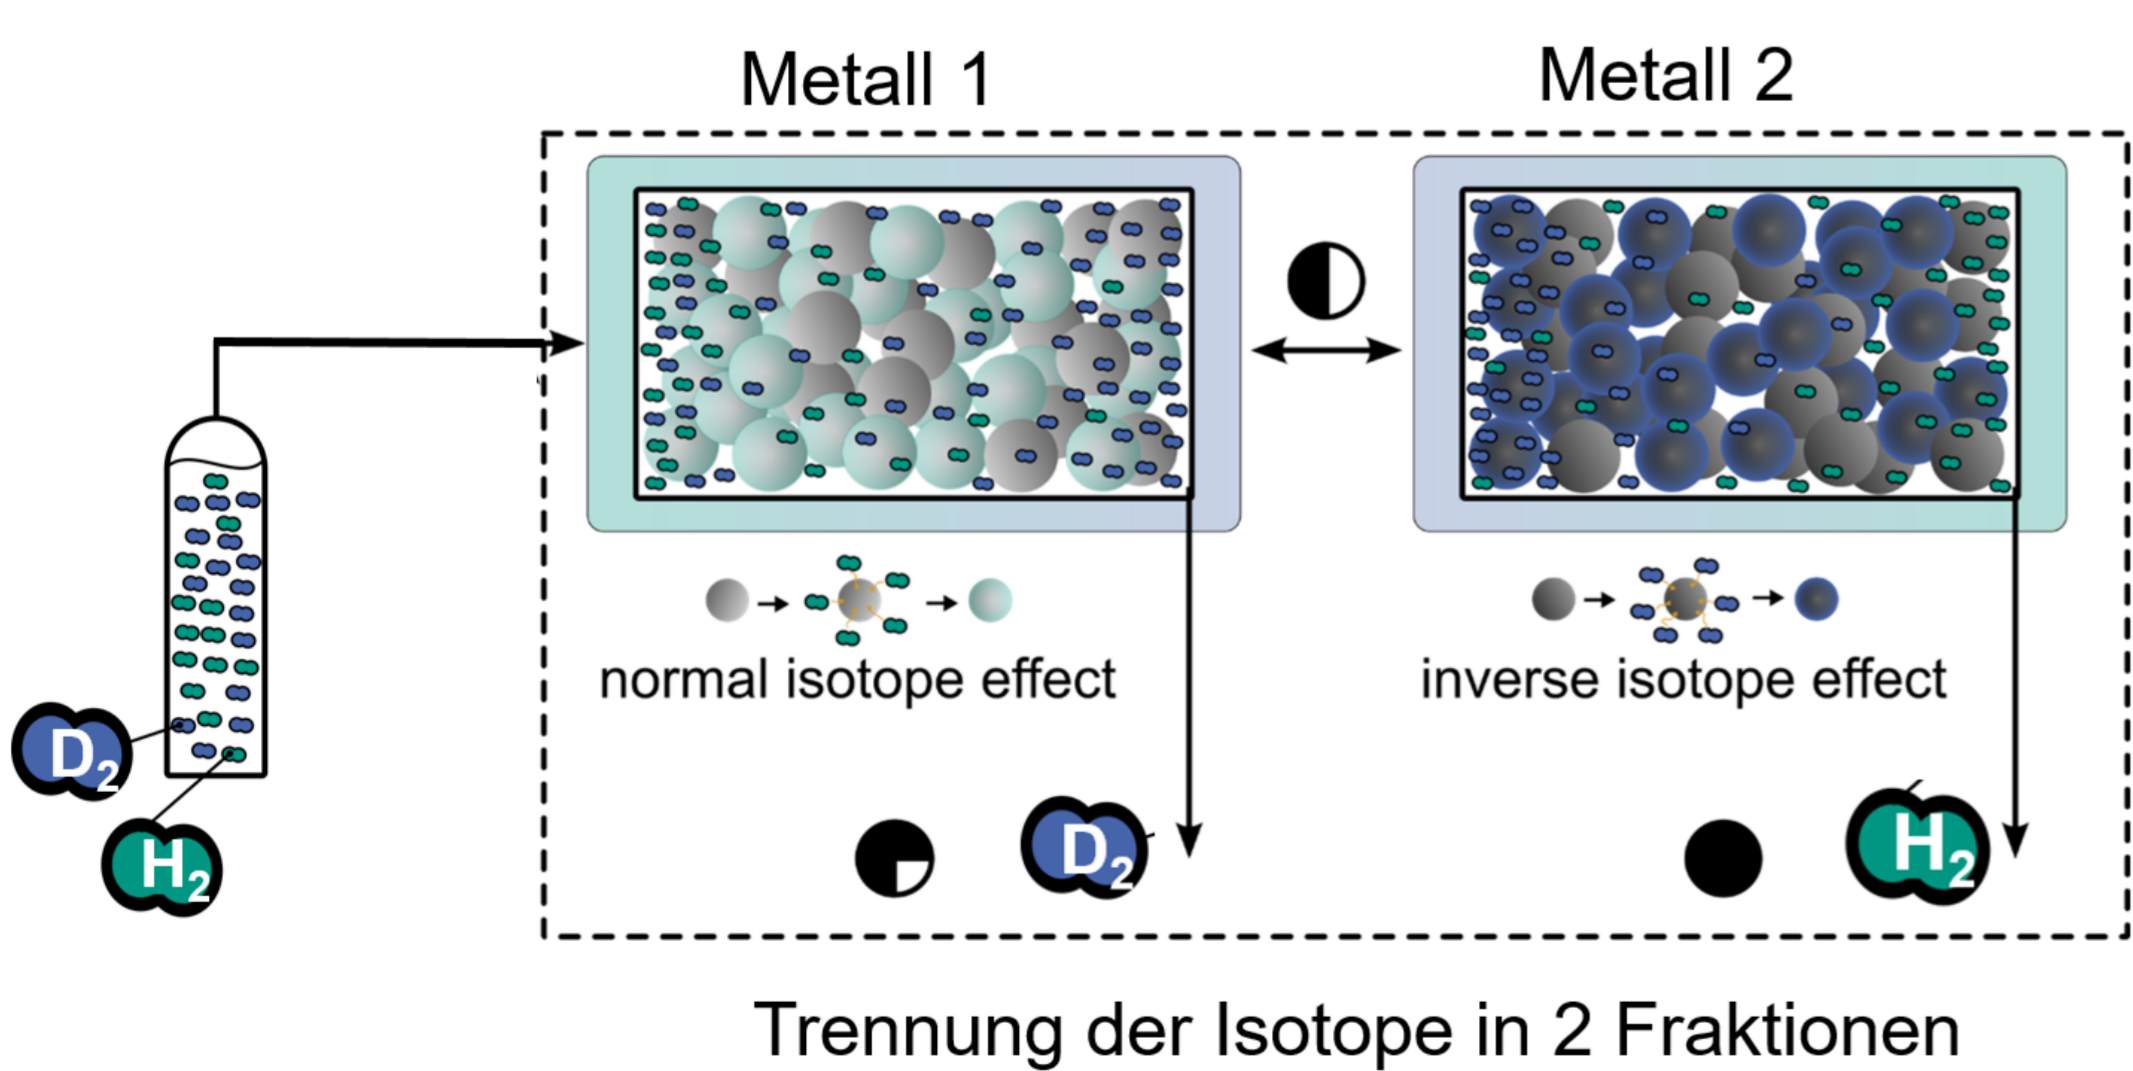 Metall 1
Metall 2
normal isotope effect
inverse isotope effect
D2
H2
D2
H2
Trennung der Isotope in 2 Fraktionen